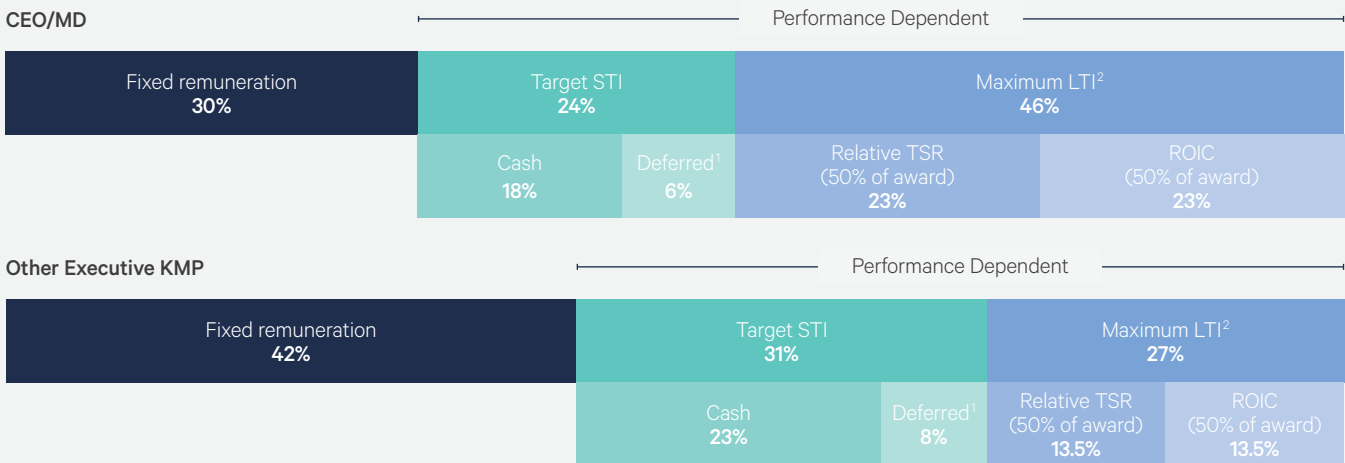 CEO/MD
Performance Dependent
Fixed remuneration
30%
Target STI
24%
Maximum LTI²
46%
Cash
18%
Deferred¹
6%
Relative TSR
(50% of award)
23%
ROIC
(50% of award)
23%
Other Executive KMP
Performance Dependent
Fixed remuneration
42%
Target STI
31%
Maximum LTI²
27%
Cash
23%
Deferred¹
8%
Relative TSR
(50% of award)
13.5%
ROIC
(50% of award)
13.5%